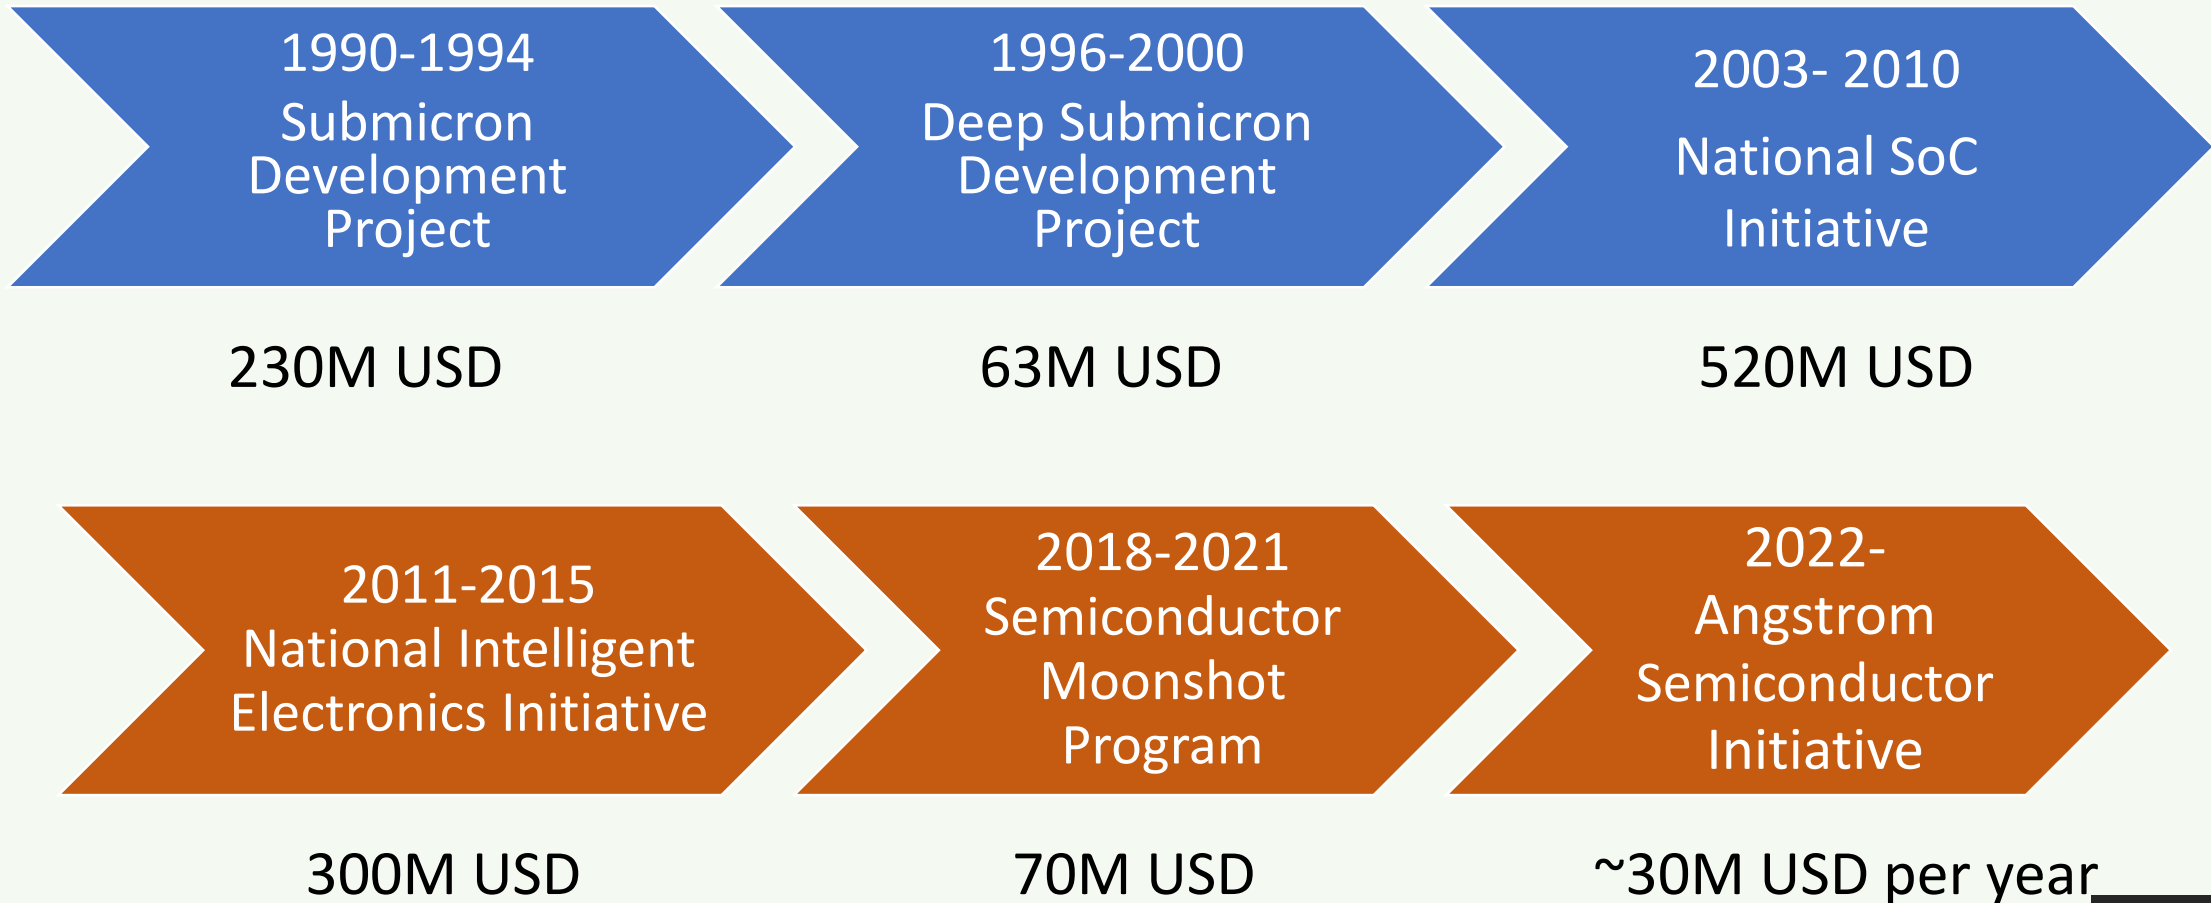 1990-1994
Submicron
Development
Project
1996-2000
Deep Submicron
Development
Project
2003- 2010
National SoC
Initiative
230M USD
63M USD
520M USD
2011-2015
National Intelligent
Electronics Initiative
2018-2021
Semiconductor
Moonshot
Program
2022-
Angstrom
Semiconductor
Initiative
300M USD
70M USD
~30M USD per year